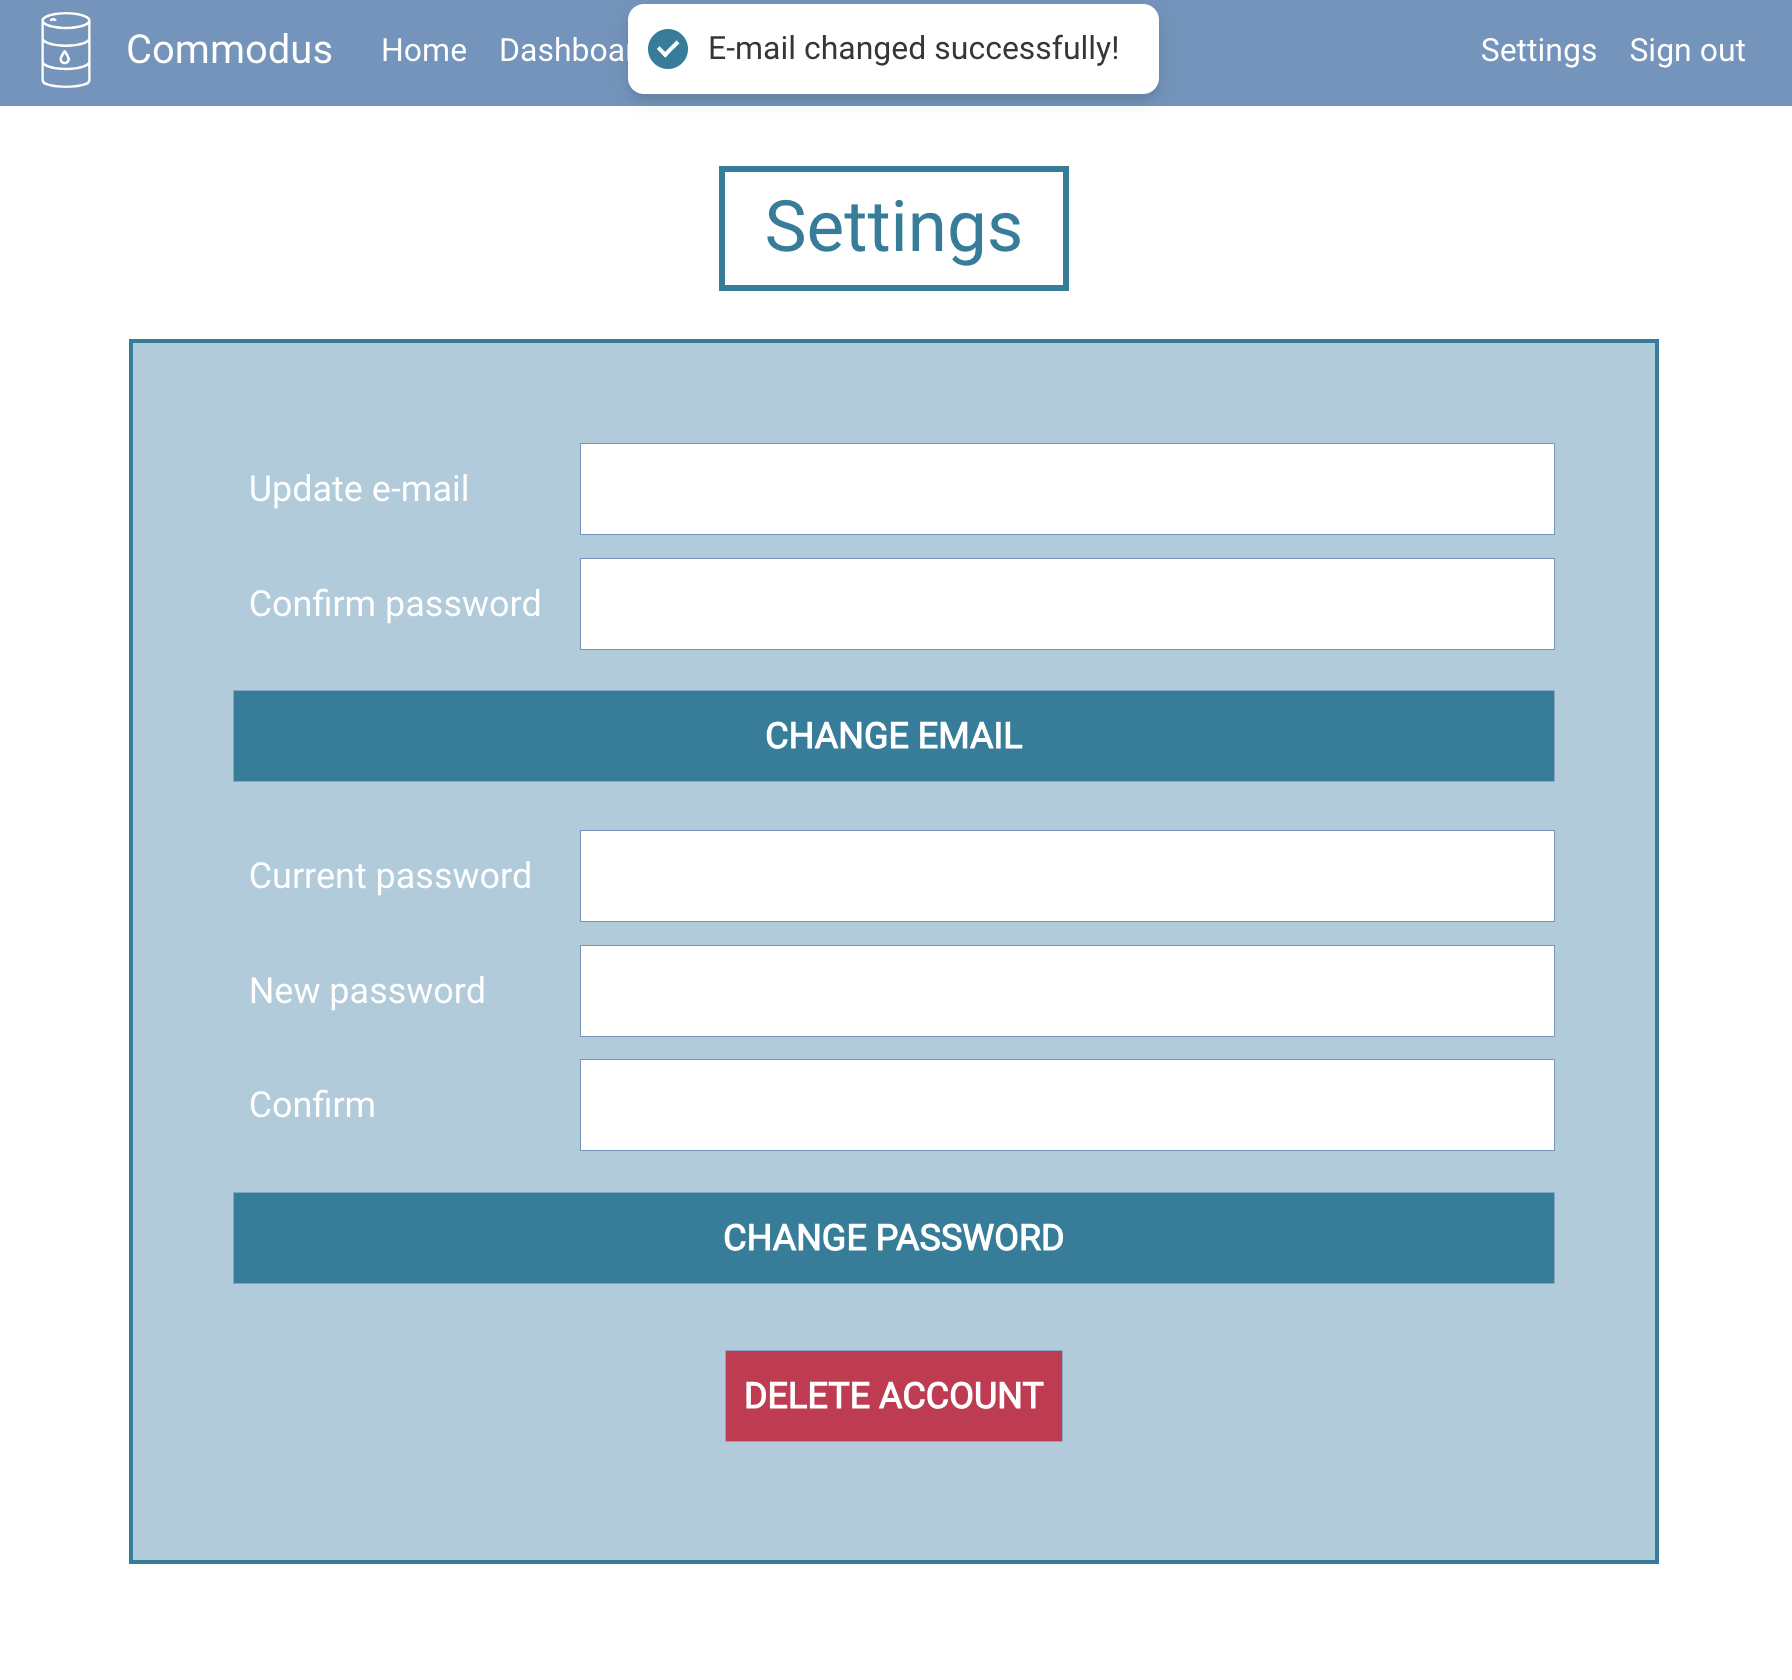 Commodus
Home
E-mail changed successfully!
Settings
Sign out
Settings
Update e-mail
Confirm password
CHANGE EMAIL
Current password
New password
Confirm
CHANGE PASSWORD
DELETE ACCOUNT